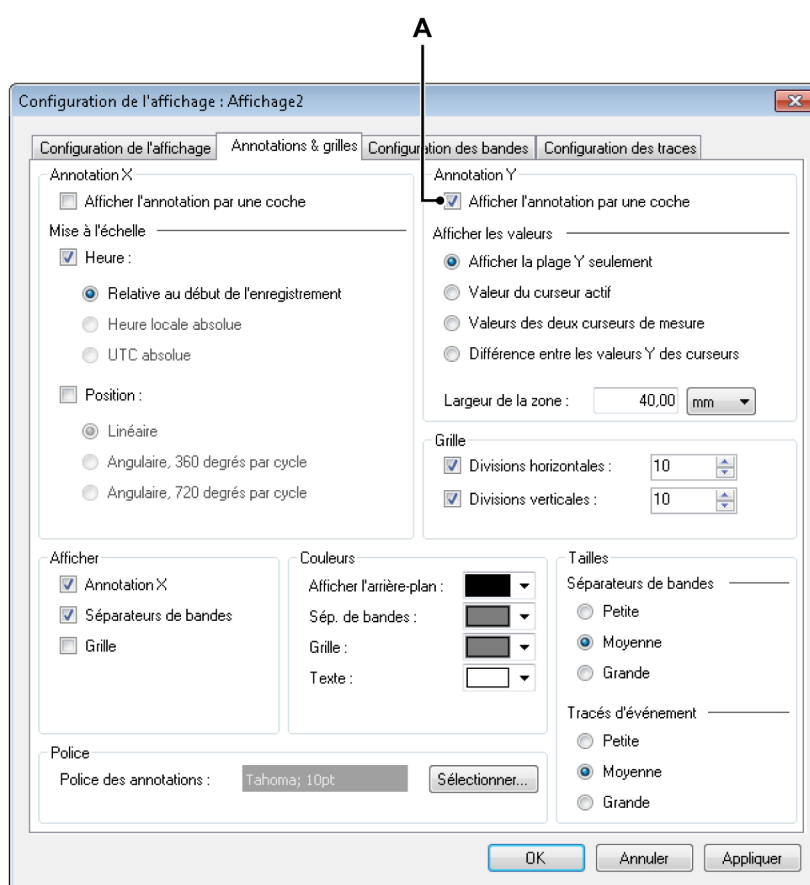 A
Configuration de l'affichage : Affichage2
Configuration de l'affichage
Annotations & grilles
Configuration des bandes
Configuration des traces
Annotation X
Afficher l'annotation par une coche
Mise à l'échelle
Heure :
Relative au début de l'enregistrement
Heure locale absolue
UTC absolue
Position :
Linéaire
Angulaire, 360 degrés par cycle
Angulaire, 720 degrés par cycle
Annotation Y
Afficher l'annotation par une coche
Afficher les valeurs
Afficher la plage Y seulement
Valeur du curseur actif
Valeurs des deux curseurs de mesure
Différence entre les valeurs Y des curseurs
Largeur de la zone : 40,00 mm
Grille
Divisions horizontales : 10
Divisions verticales : 10
Afficher
Annotation X
Séparateurs de bandes
Grille
Couleurs
Afficher l'arrière-plan :
Sép. de bandes :
Grille :
Texte :
Tailles
Séparateurs de bandes
Petite
Moyenne
Grande
Tracés d'événement
Petite
Moyenne
Grande
Police
Police des annotations : Tahoma; 10pt Sélectionner...
OK Annuler Appliquer